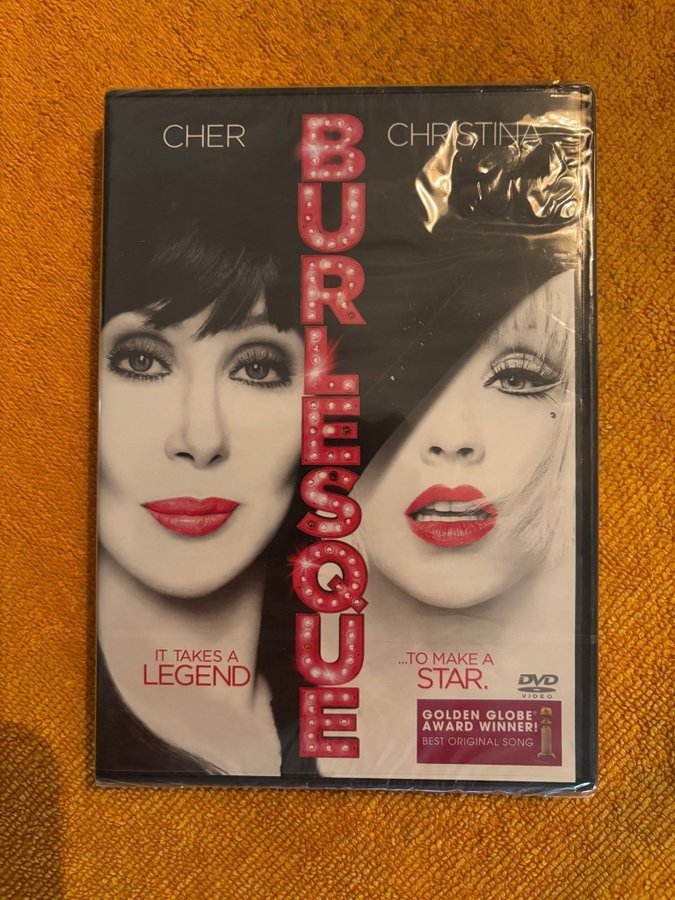 CHER
CHRISTINA
BURLESQUE
IT TAKES A
LEGEND
...TO MAKE A
STAR.
DVD
VIDEO
GOLDEN GLOBE®
AWARD WINNER!
BEST ORIGINAL SONG